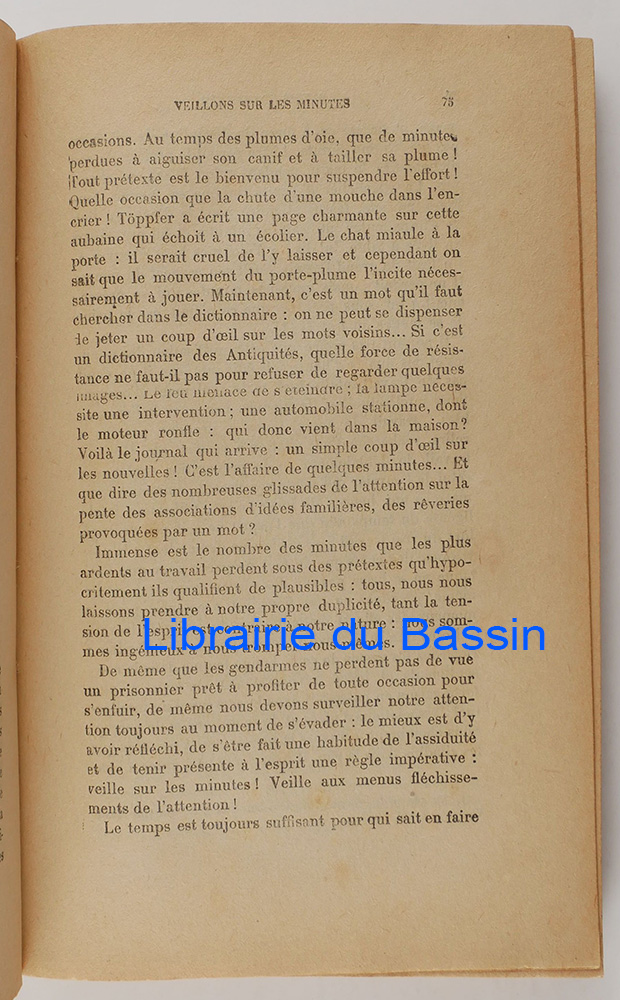 VEILLONS SUR LES MINUTES 75
occasions. Au temps des plumes d'oie, que de minutes
perdues à aiguiser son canif et à tailler sa plume !
Tout prétexte est le bienvenu pour suspendre l'effort !
Quelle occasion que la chute d'une mouche dans l'en-
crier ! Töppfer a écrit une page charmante sur cette
aubaine qui échoit à un écolier. Le chat miaule à la
porte : il serait cruel de l'y laisser et cependant on
sait que le mouvement du porte-plume l'incite néces-
sairement à jouer. Maintenant, c'est un mot qu'il faut
chercher dans le dictionnaire : on ne peut se dispenser
de jeter un coup d'œil sur les mots voisins... Si c'est
un dictionnaire des Antiquités, quelle force de résis-
tance ne faut-il pas pour refuser de regarder quelques
images... Le feu menace de s'éteindre ; la lampe néces-
site une intervention ; une automobile stationne, dont
le moteur ronfle : qui donc vient dans la maison ?
Voilà le journal qui arrive : un simple coup d'œil sur
les nouvelles ! C'est l'affaire de quelques minutes... Et
que dire des nombreuses glissades de l'attention sur la
pente des associations d'idées familières, des rêveries
provoquées par un mot ?
Immense est le nombre des minutes que les plus
ardents au travail perdent sous des prétextes qu'hypo-
critement ils qualifient de plausibles : tous, nous nous
laissons prendre à notre propre duplicité, tant la ten-
sion de l'esprit est contraire à notre nature : nous som-
mes ingénieux à nous tromper nous-mêmes.
Librairie du Bassin
De même que les gendarmes ne perdent pas de vue
un prisonnier prêt à profiter de toute occasion pour
s'enfuir, de même nous devons surveiller notre atten-
tion toujours au moment de s'évader : le mieux est d'y
avoir réfléchi, de s'être fait une habitude de l'assiduité
et de tenir présente à l'esprit une règle impérative :
veille sur les minutes ! Veille aux menus fléchisse-
ments de l'attention !
Le temps est toujours suffisant pour qui sait en faire